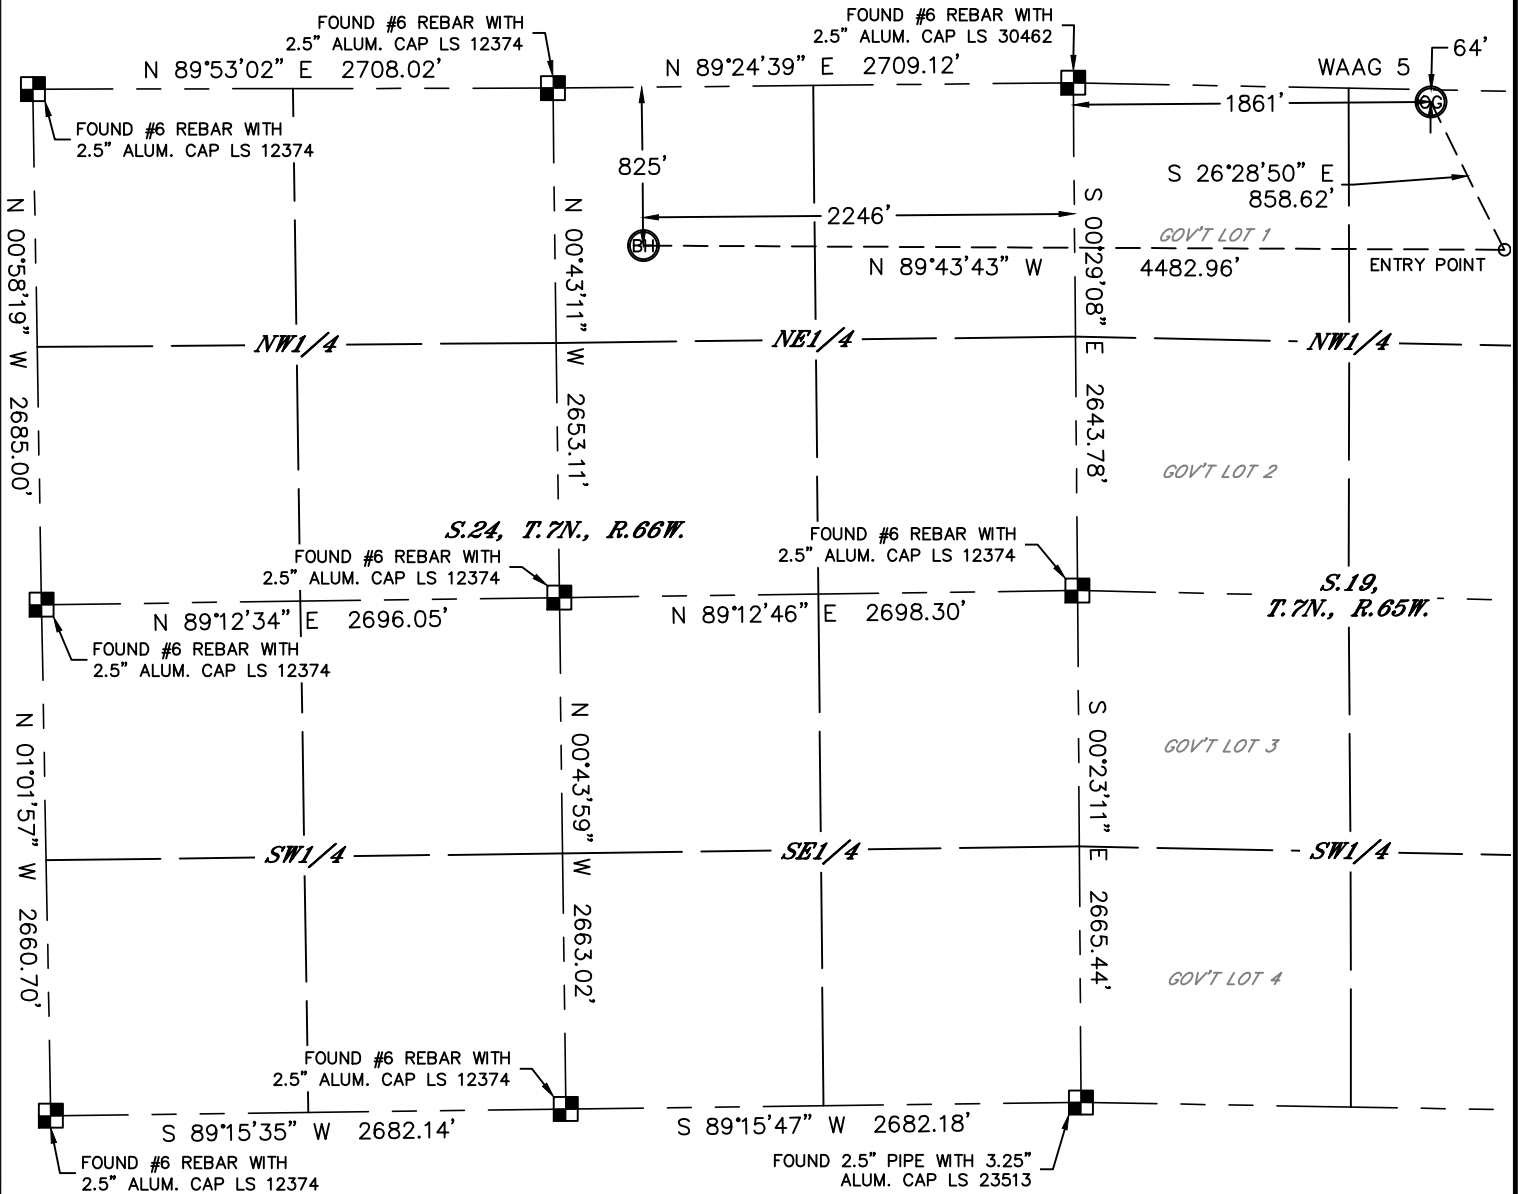 FOUND #6 REBAR WITH
2.5" ALUM. CAP LS 12374
FOUND #6 REBAR WITH
2.5" ALUM. CAP LS 30462
64'
WAAG 5
N 89°53'02" E 2708.02'
N 89°24'39" E 2709.12'
OG
1861'
FOUND #6 REBAR WITH
2.5" ALUM. CAP LS 12374
825'
S 26°28'50" E
858.62'
2246'
GOV'T LOT 1
BH
N 89°43'43" W 4482.96'
ENTRY POINT
N 00°58'19" W 2685.00'
N 00°43'11" W 2653.11'
S 00°29'08" E 2643.78'
NW1/4
NE1/4
NW1/4
GOV'T LOT 2
S.24, T.7N., R.66W.
FOUND #6 REBAR WITH
2.5" ALUM. CAP LS 12374
FOUND #6 REBAR WITH
2.5" ALUM. CAP LS 12374
S.19,
T.7N., R.65W.
N 89°12'34" E 2696.05'
N 89°12'46" E 2698.30'
FOUND #6 REBAR WITH
2.5" ALUM. CAP LS 12374
N 01°01'57" W 2660.70'
N 00°43'59" W 2663.02'
S 00°23'11" E 2665.44'
GOV'T LOT 3
SW1/4
SE1/4
SW1/4
GOV'T LOT 4
FOUND #6 REBAR WITH
2.5" ALUM. CAP LS 12374
S 89°15'35" W 2682.14'
S 89°15'47" W 2682.18'
FOUND #6 REBAR WITH
2.5" ALUM. CAP LS 12374
FOUND 2.5" PIPE WITH 3.25"
ALUM. CAP LS 23513